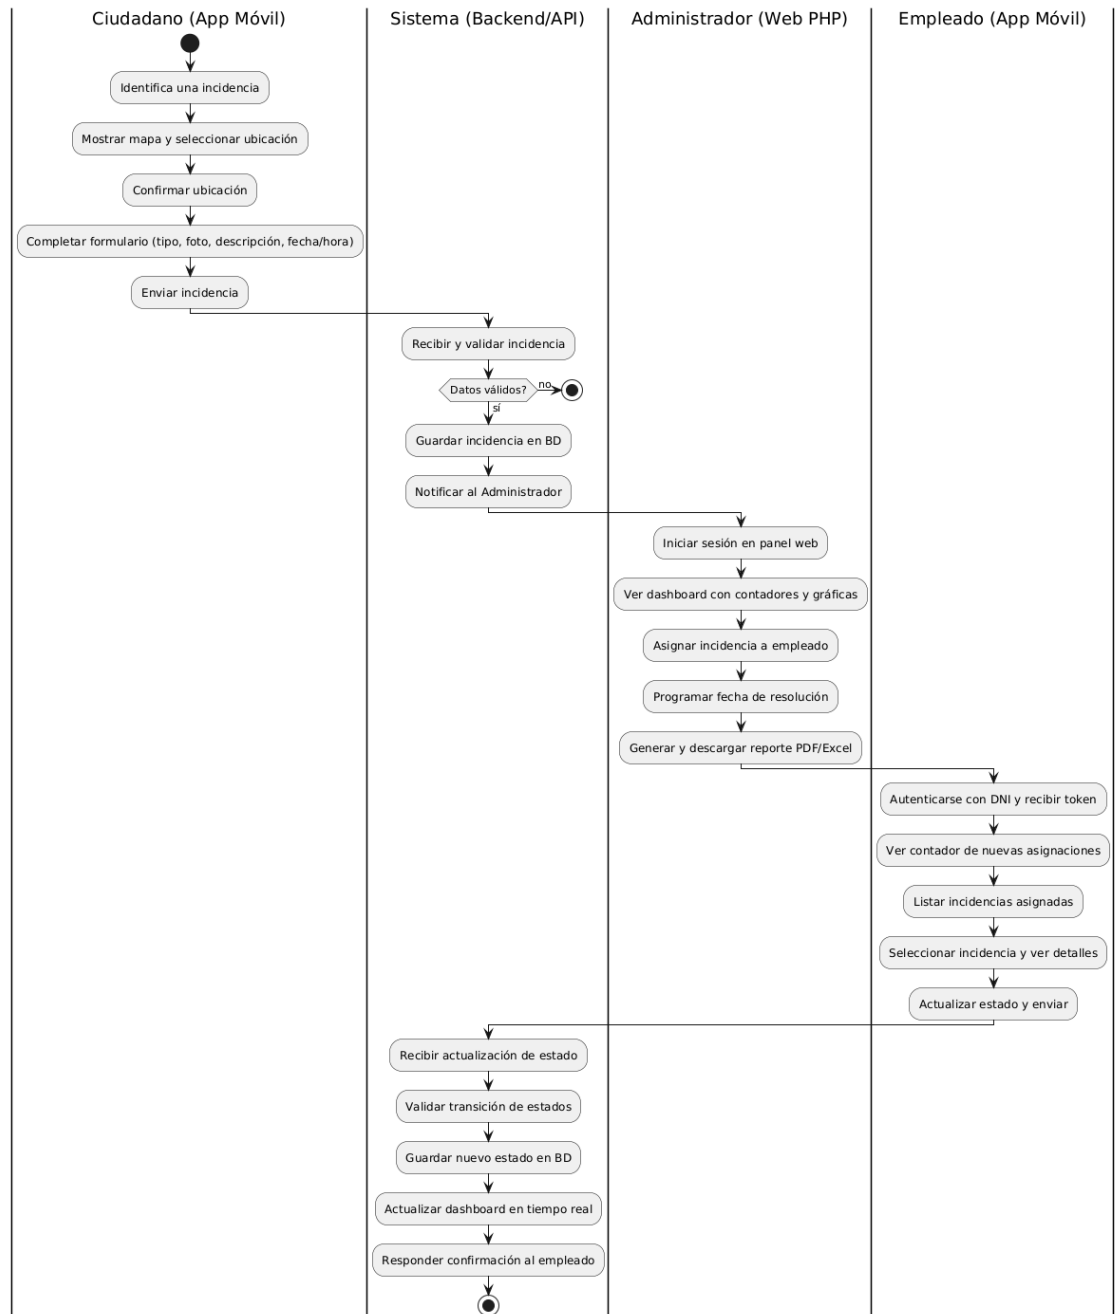 Ciudadano (App Móvil)
Sistema (Backend/API)
Administrador (Web PHP)
Empleado (App Móvil)
Identifica una incidencia
Mostrar mapa y seleccionar ubicación
Confirmar ubicación
Completar formulario (tipo, foto, descripción, fecha/hora)
Enviar incidencia
Recibir y validar incidencia
Datos válidos?
no
sí
Guardar incidencia en BD
Notificar al Administrador
Iniciar sesión en panel web
Ver dashboard con contadores y gráficas
Asignar incidencia a empleado
Programar fecha de resolución
Generar y descargar reporte PDF/Excel
Autenticarse con DNI y recibir token
Ver contador de nuevas asignaciones
Listar incidencias asignadas
Seleccionar incidencia y ver detalles
Actualizar estado y enviar
Recibir actualización de estado
Validar transición de estados
Guardar nuevo estado en BD
Actualizar dashboard en tiempo real
Responder confirmación al empleado